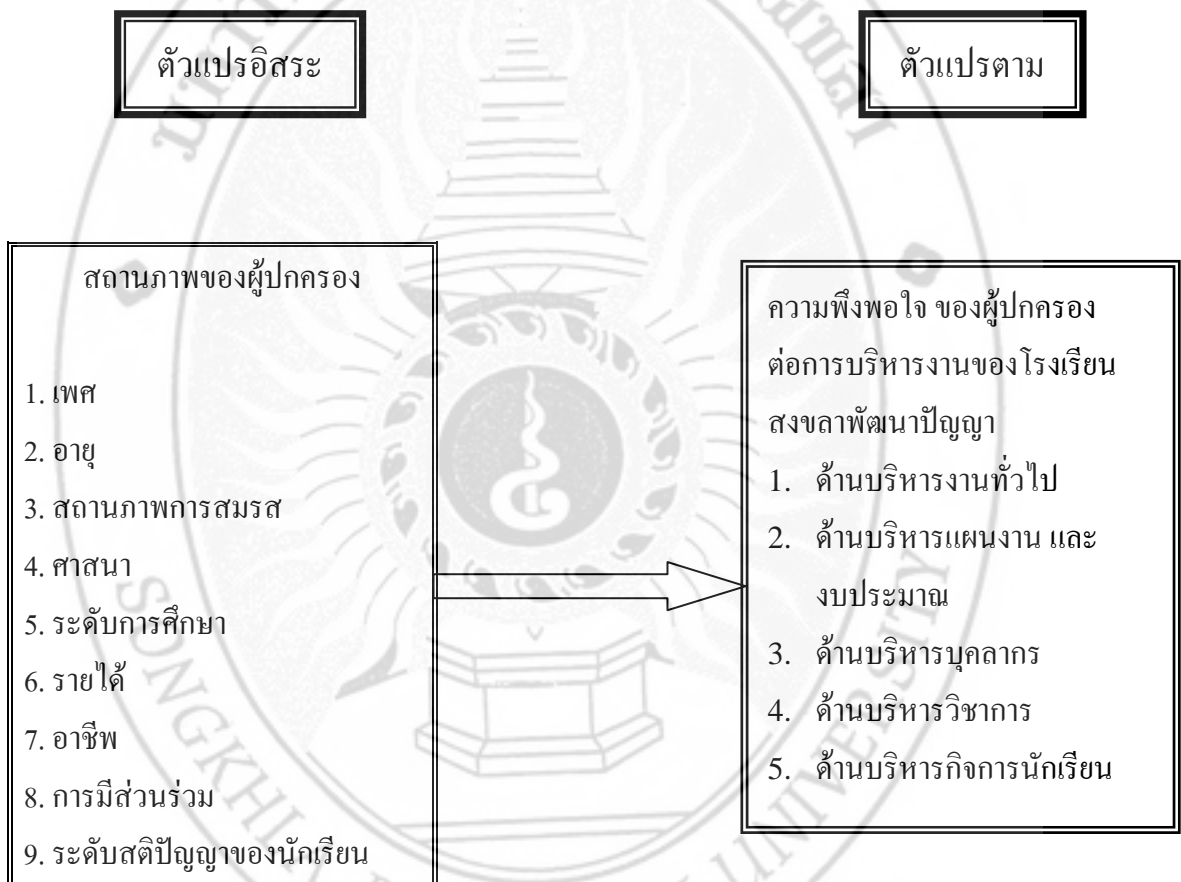 ตัวแปรอิสระ
ตัวแปรตาม
สถานภาพของผู้ปกครอง
1. เพศ
2. อายุ
3. สถานภาพการสมรส
4. ศาสนา
5. ระดับการศึกษา
6. รายได้
7. อาชีพ
8. การมีส่วนร่วม
9. ระดับสติปัญญาของนักเรียน
ความพึงพอใจ ของผู้ปกครอง
ต่อการบริหารงานของโรงเรียน
สงขลาพัฒนาปัญญา
1. ด้านบริหารงานทั่วไป
2. ด้านบริหารแผนงาน และ
งบประมาณ
3. ด้านบริหารบุคลากร
4. ด้านบริหารวิชาการ
5. ด้านบริหารกิจการนักเรียน